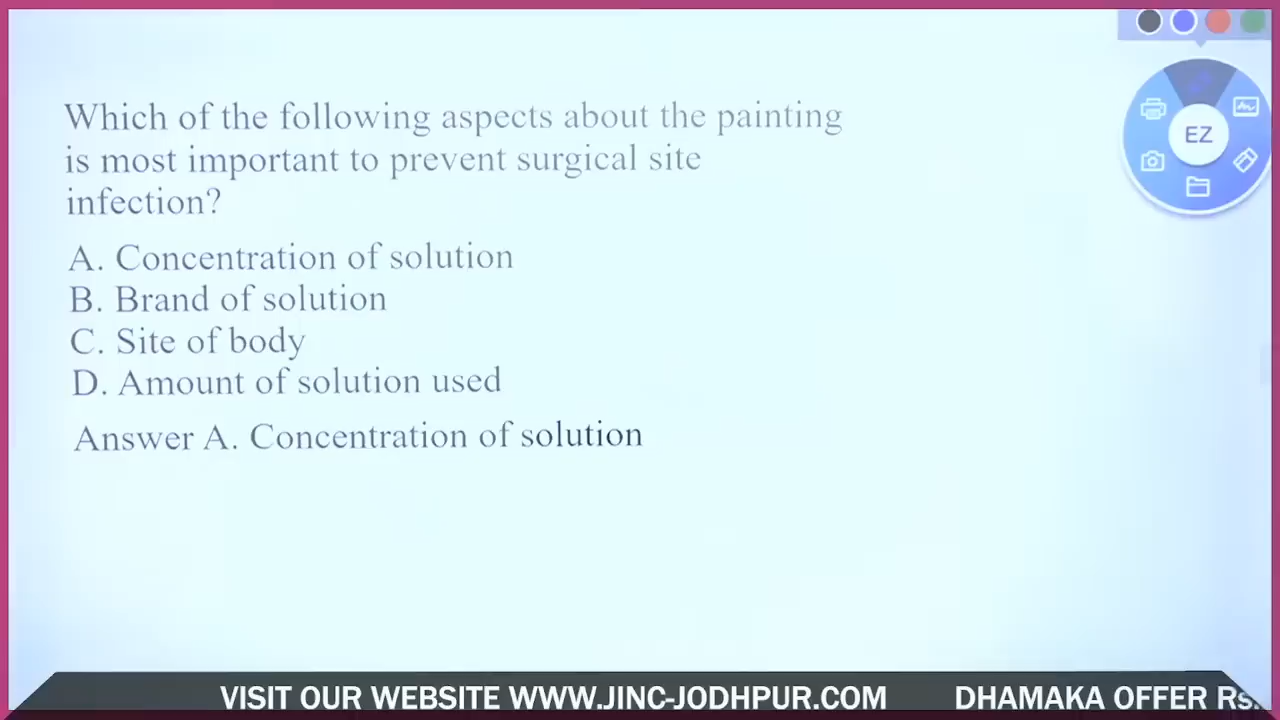 EZ
Which of the following aspects about the painting
is most important to prevent surgical site
infection?
A. Concentration of solution
B. Brand of solution
C. Site of body
D. Amount of solution used
Answer A. Concentration of solution
VISIT OUR WEBSITE WWW.JINC-JODHPUR.COM DHAMAKA OFFER Rs.